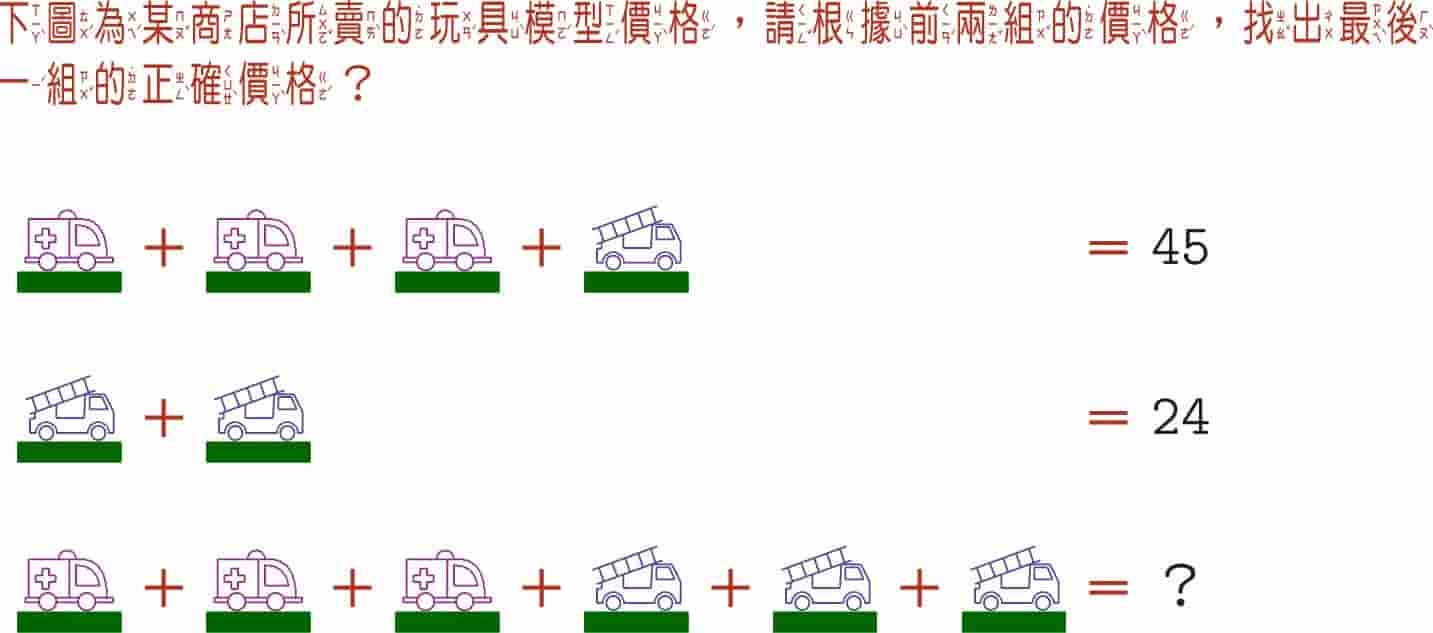 下圖為某商店所賣的玩具模型價格，請根據前兩組的價格，找出最後
一組的正確價格？
+ + + = 45
+ = 24
+ + + + + = ?